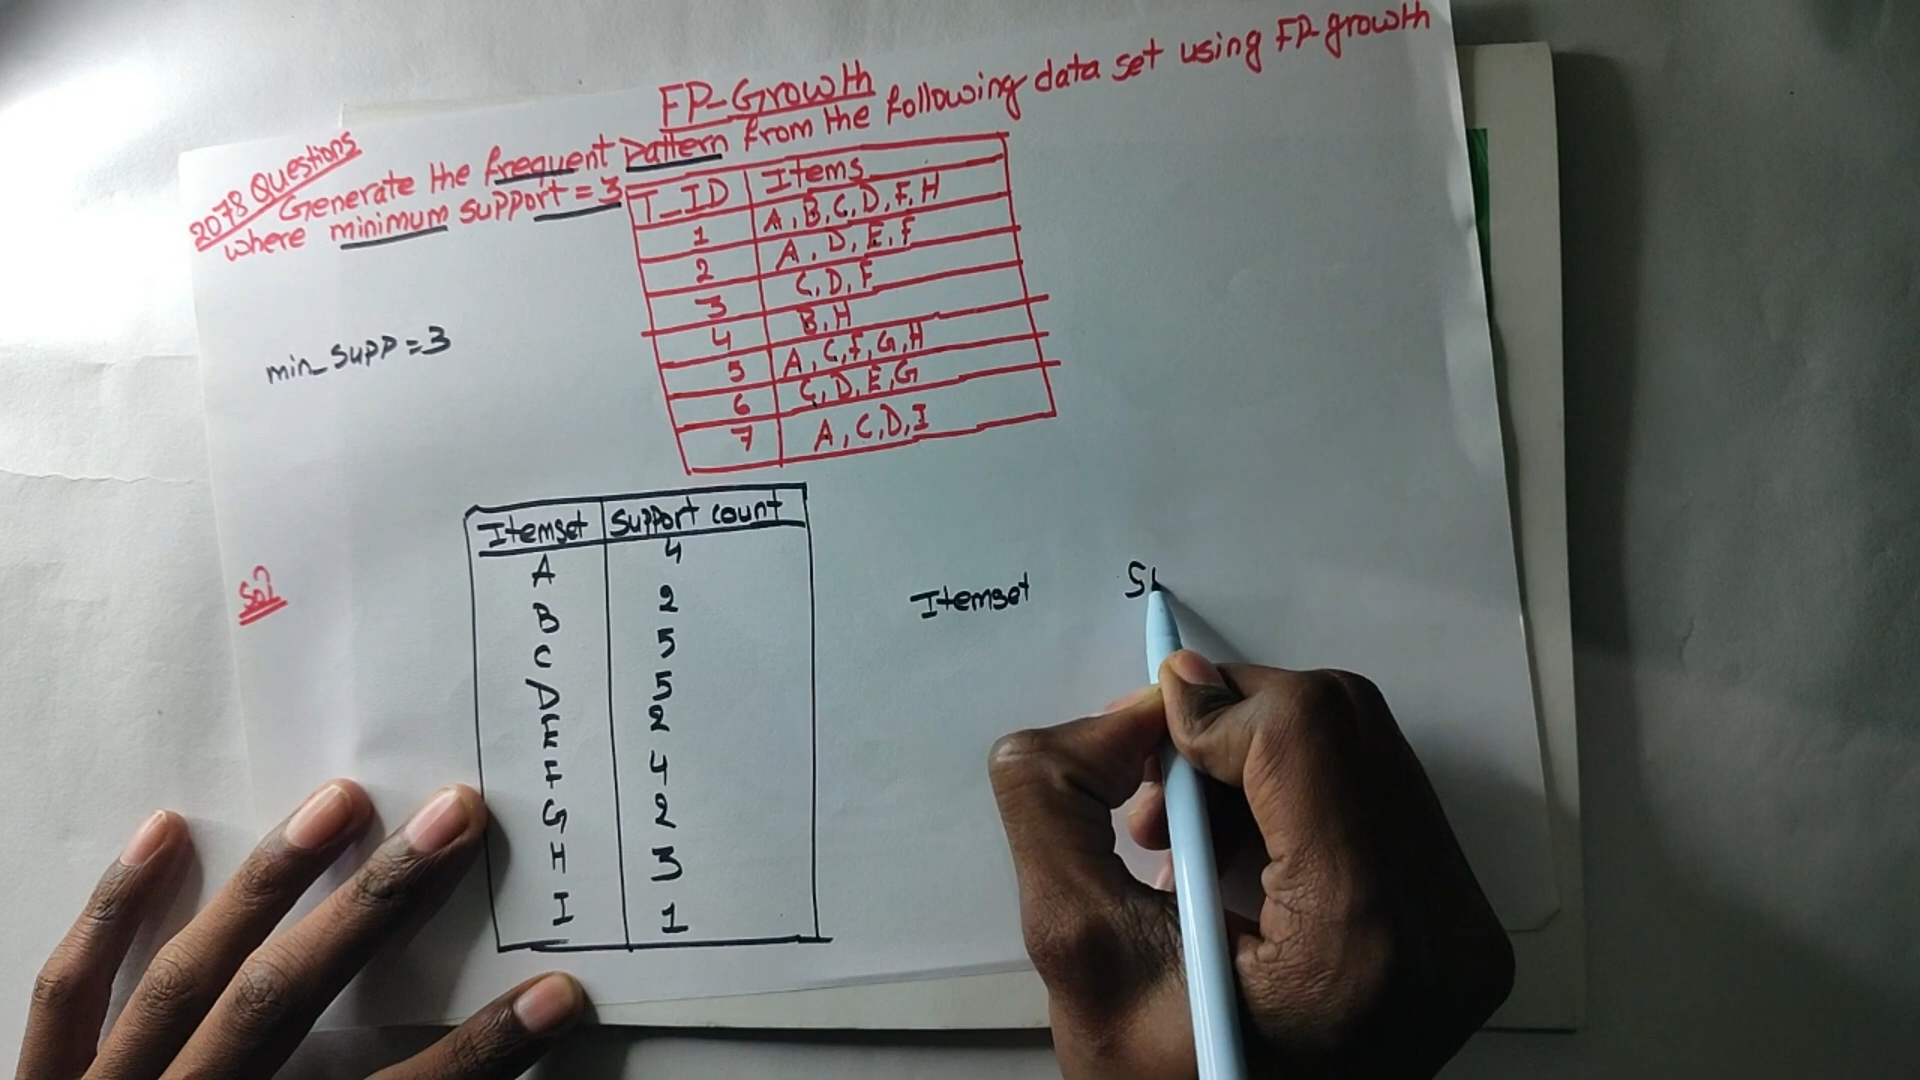 FP-Growth
2078 Questions
Generate the frequent pattern from the following data set using FP-growth
where minimum support = 3
T_ID Items
1 A, B, C, D, F, H
2 A, D, E, F
3 C, D, F
4 B, H
5 A, C, F, G, H
6 C, D, E, G
7 A, C, D, I
min_supp = 3
Itemset Support count
A 4
B 2
C 5
D 5
E 2
F 4
G 2
H 3
I 1
Itemset